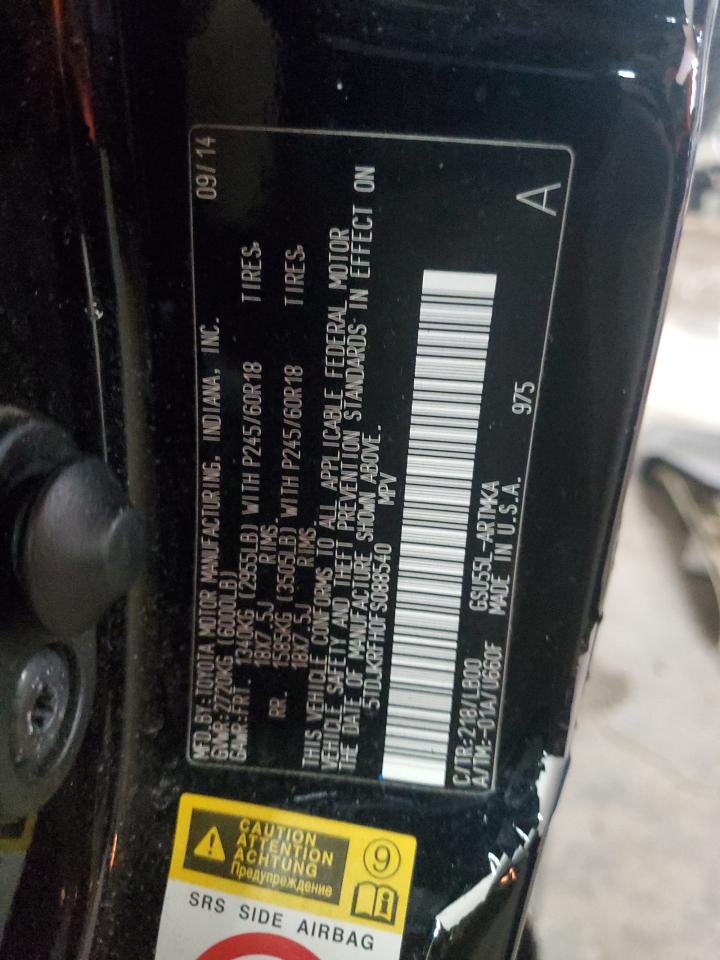 MFD.BY:TOYOTA MOTOR MANUFACTURING, INDIANA, INC. 09/14
GVWR:2720KG (6000LB)
GAWR:FRT. 1340KG (2955LB) WITH P245/60R18 TIRES,
18X7.5J RIMS.
RR. 1585KG (3505LB) WITH P245/60R18 TIRES,
18X7.5J RIMS.
THIS VEHICLE CONFORMS TO ALL APPLICABLE FEDERAL MOTOR
VEHICLE SAFETY AND THEFT PREVENTION STANDARDS IN EFFECT ON
THE DATE OF MANUFACTURE SHOWN ABOVE.
5TDJKRFH0FS088540 MPV
C/TR:218/LB00 GSU55L-ARTMKA
A/TM:-01A/U660F MADE IN U.S.A. 975
A
CAUTION
ATTENTION
ACHTUNG
Предупреждение
9
SRS SIDE AIRBAG